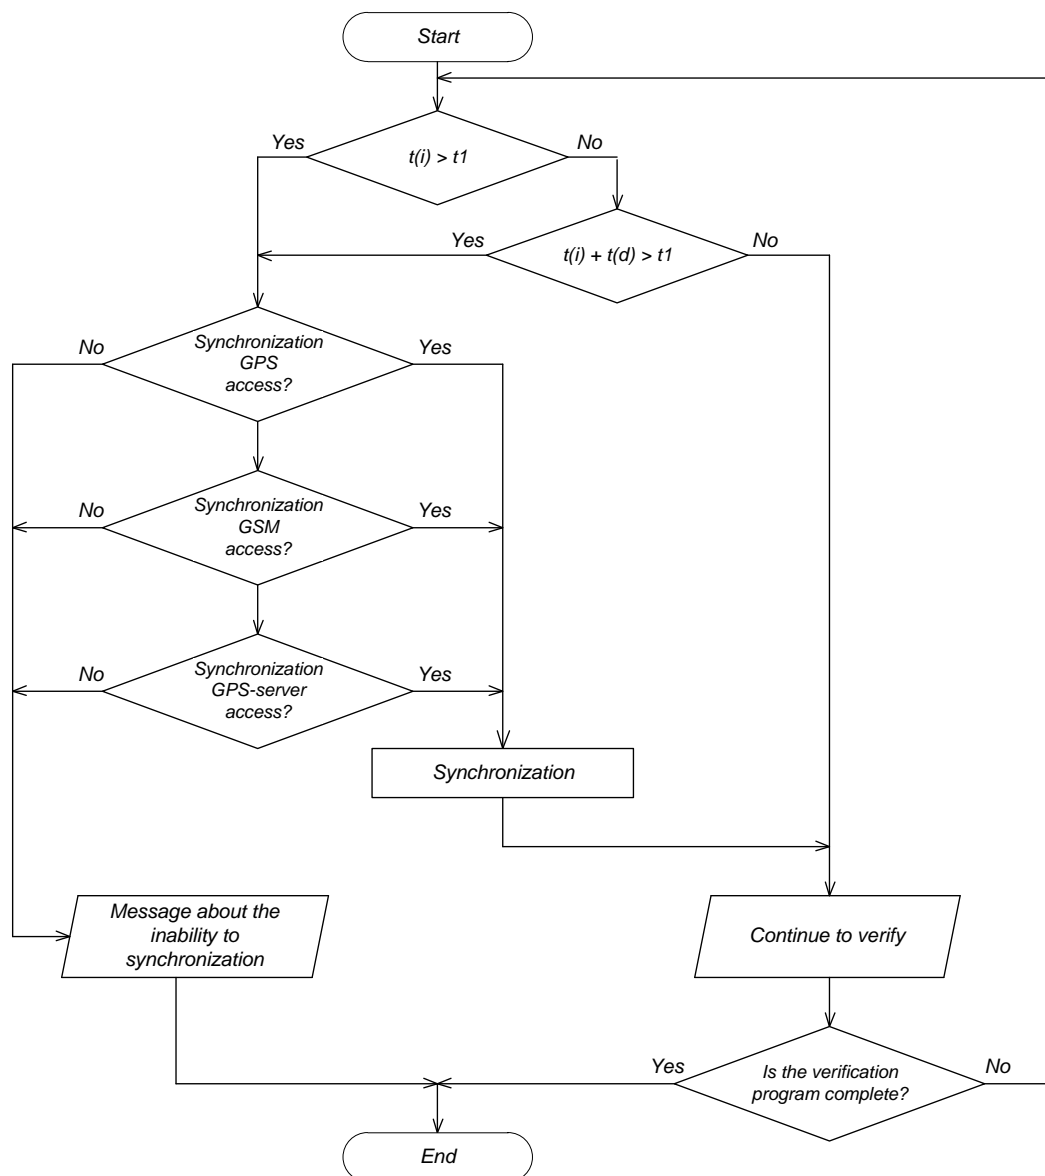 Start
Yes
No
t(i) > t1
Yes
No
t(i) + t(d) > t1
No
Synchronization
GPS
access?
Yes
No
Synchronization
GSM
access?
Yes
No
Synchronization
GPS-server
access?
Yes
Synchronization
Message about the
inability to
synchronization
Continue to verify
Yes
Is the verification
program complete?
No
End